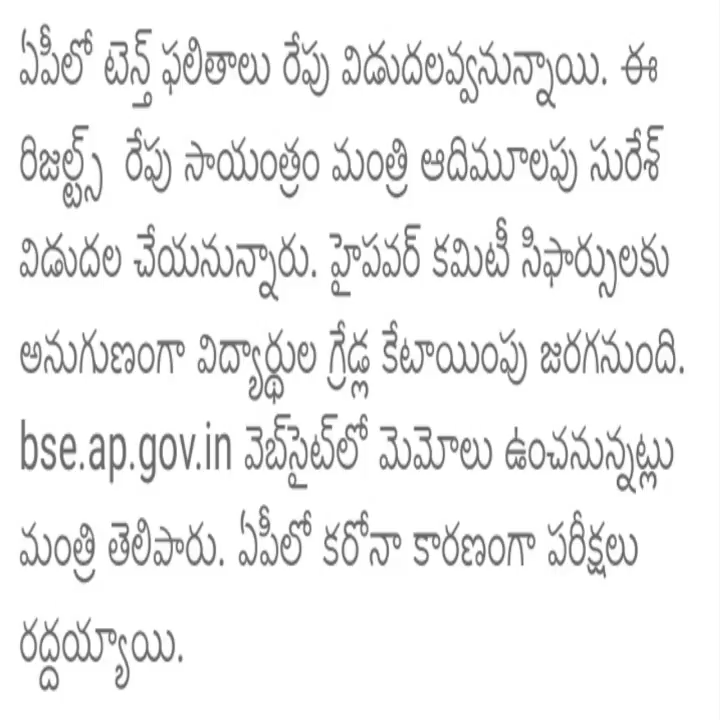 ఏపీలో టెన్త్ ఫలితాలు రేపు విడుదలవ్వనున్నాయి. ఈ
రిజల్ట్స్ రేపు సాయంత్రం మంత్రి ఆదిమూలపు సురేశ్
విడుదల చేయనున్నారు. హైపవర్ కమిటీ సిఫార్సులకు
అనుగుణంగా విద్యార్థుల గ్రేడ్ల కేటాయింపు జరగనుంది.
bse.ap.gov.in వెబ్‌సైట్‌లో మెమోలు ఉంచనున్నట్లు
మంత్రి తెలిపారు. ఏపీలో కరోనా కారణంగా పరీక్షలు
రద్దయ్యాయి.